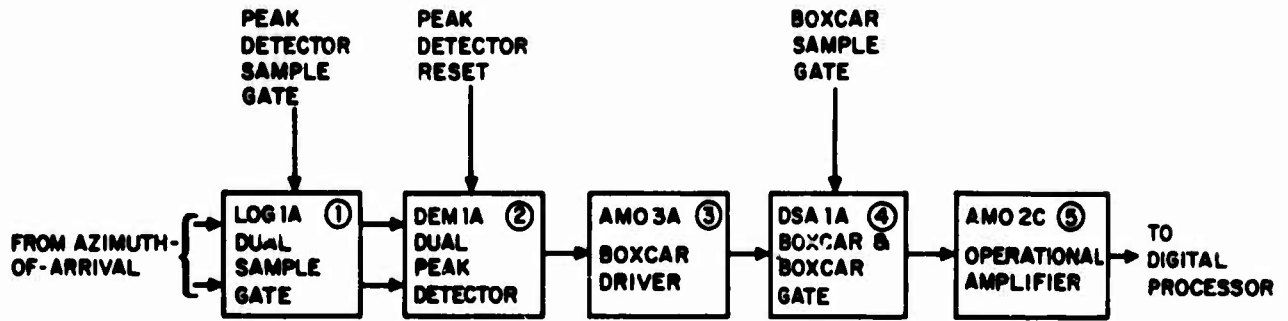 PEAK
DETECTOR
SAMPLE
GATE
PEAK
DETECTOR
RESET
BOXCAR
SAMPLE
GATE
FROM AZIMUTH-
OF-ARRIVAL
LOG 1A ①
DUAL
SAMPLE
GATE
DEM 1A ②
DUAL
PEAK
DETECTOR
AMO 3A ③
BOXCAR
DRIVER
DSA 1A ④
BOXCAR &
BOXCAR
GATE
AMO 2C ⑤
OPERATIONAL
AMPLIFIER
TO
DIGITAL
PROCESSOR